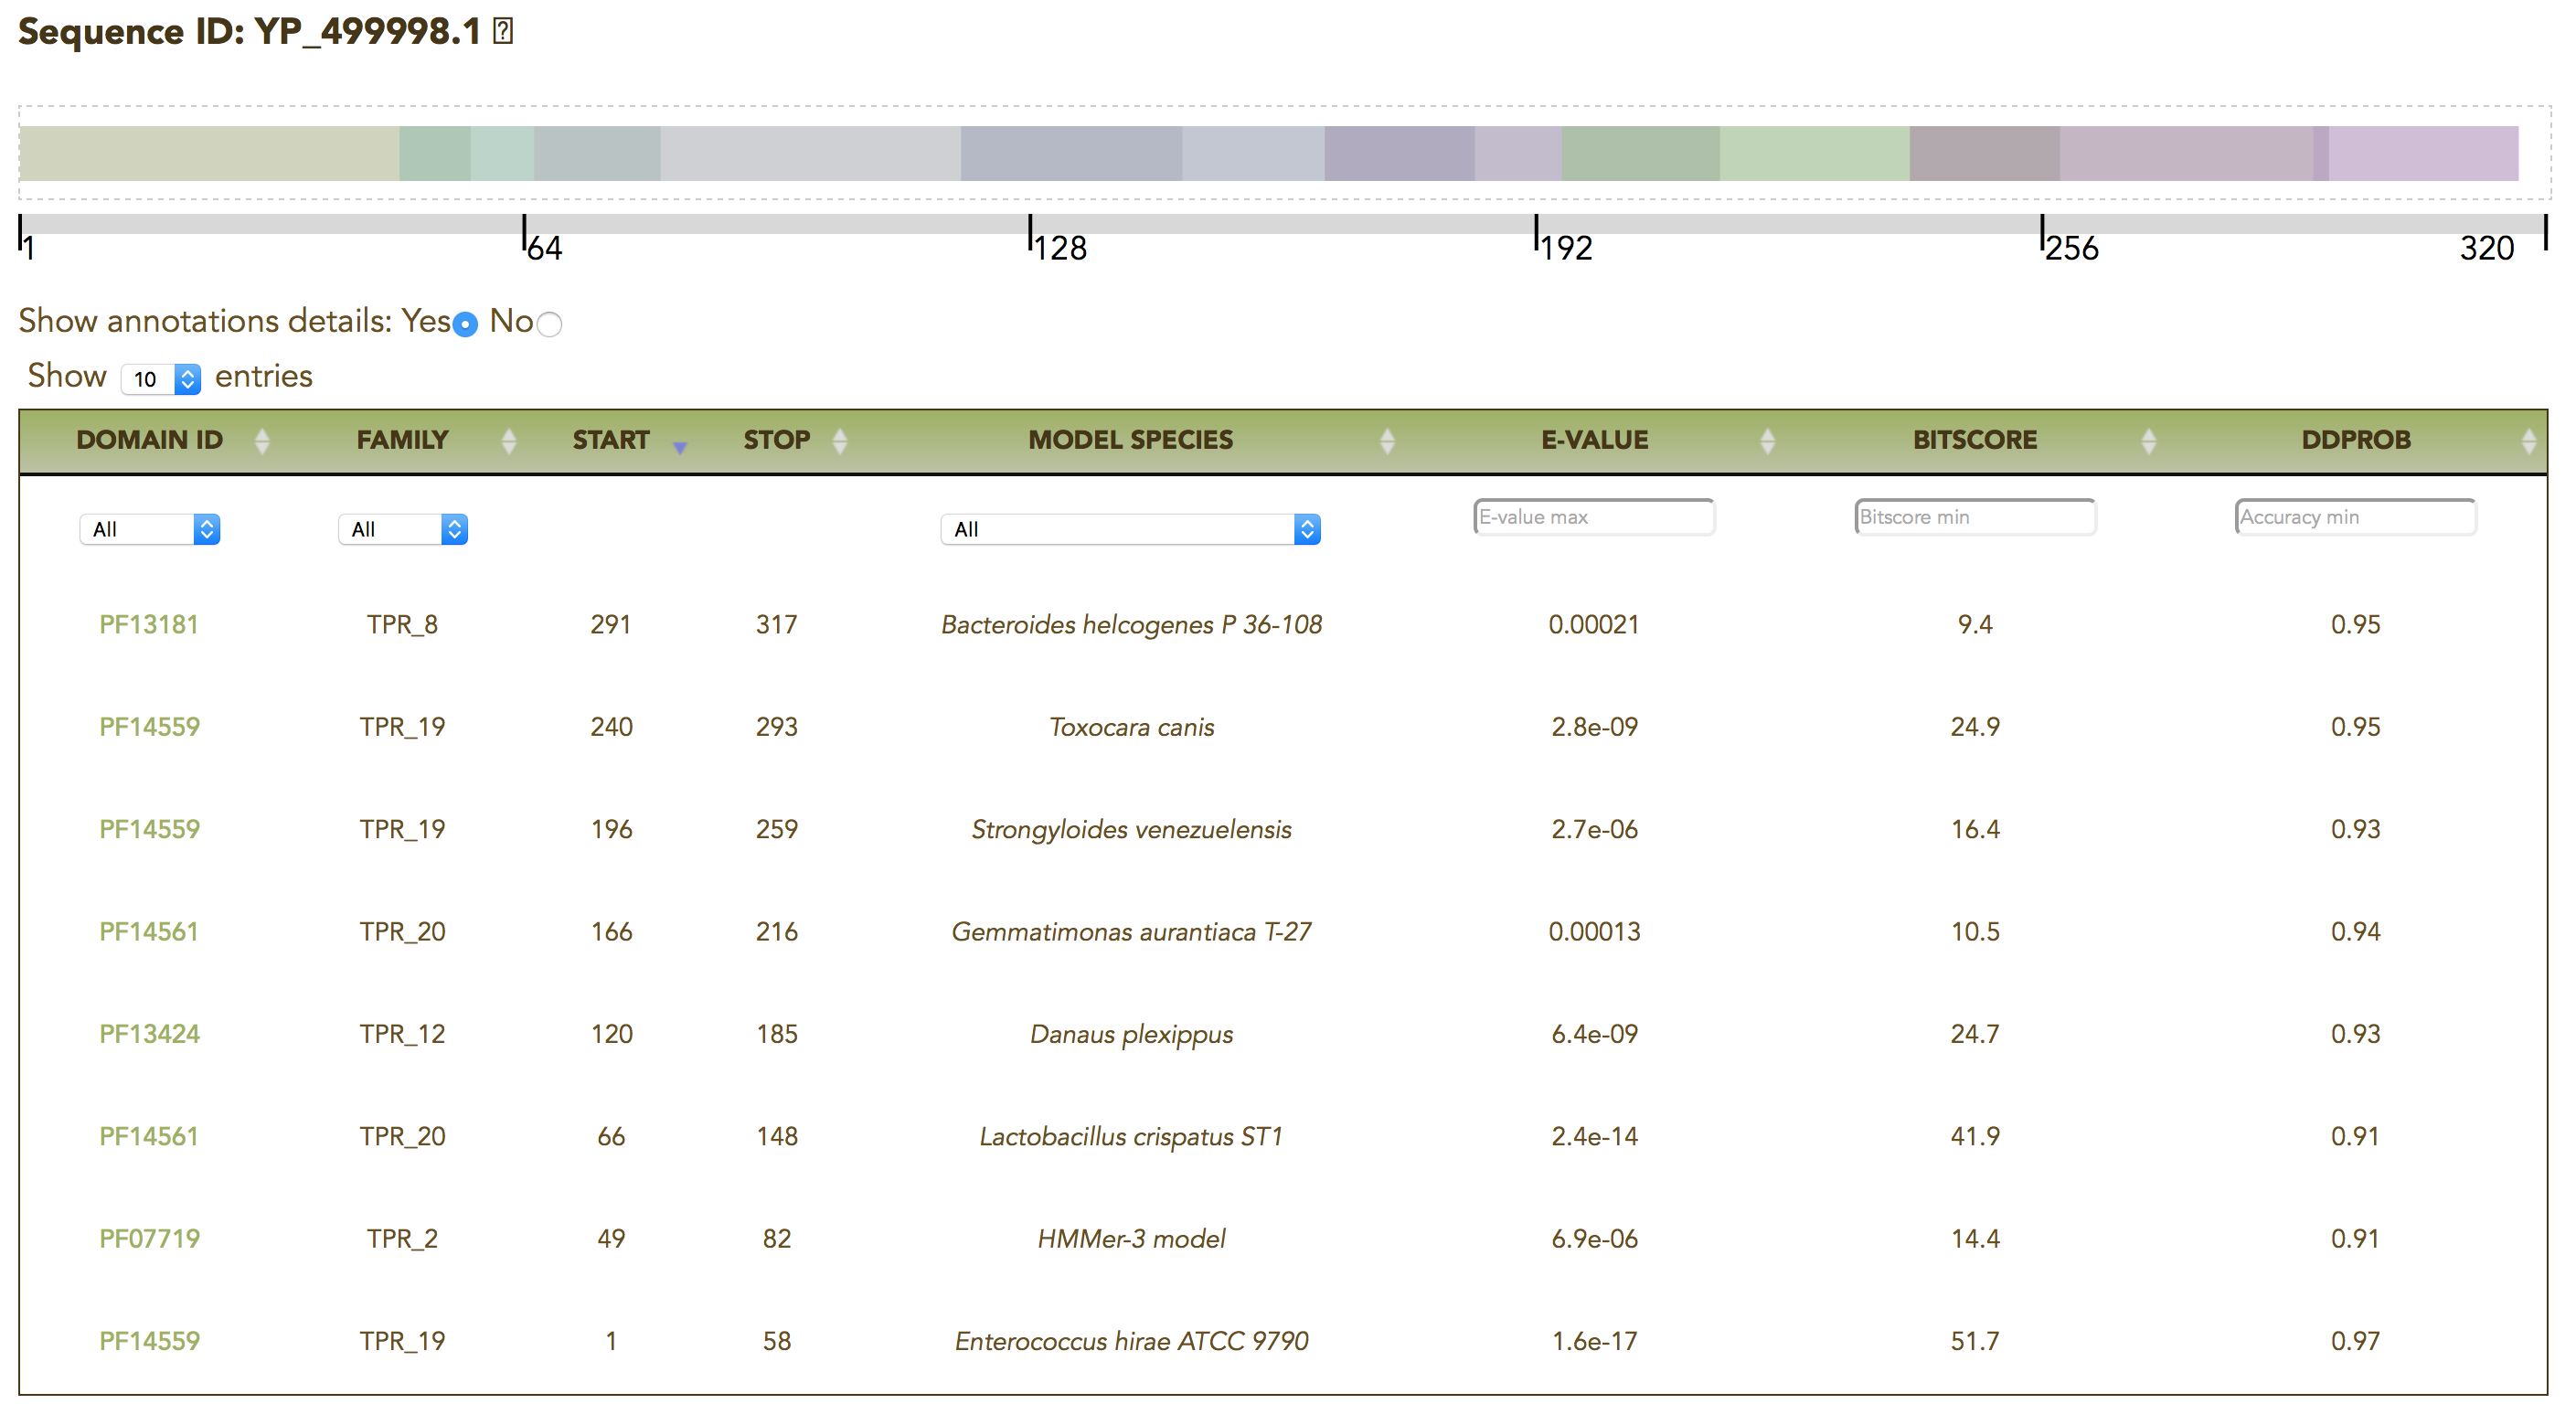 Sequence ID: YP_499998.1
1 64 128 192 256 320
Show annotations details: Yes No
Show 10 entries
DOMAIN ID FAMILY START STOP MODEL SPECIES E-VALUE BITSCORE DDPROB
All All All E-value max Bitscore min Accuracy min
PF13181 TPR_8 291 317 Bacteroides helcogenes P 36-108 0.00021 9.4 0.95
PF14559 TPR_19 240 293 Toxocara canis 2.8e-09 24.9 0.95
PF14559 TPR_19 196 259 Strongyloides venezuelensis 2.7e-06 16.4 0.93
PF14561 TPR_20 166 216 Gemmatimonas aurantiaca T-27 0.00013 10.5 0.94
PF13424 TPR_12 120 185 Danaus plexippus 6.4e-09 24.7 0.93
PF14561 TPR_20 66 148 Lactobacillus crispatus ST1 2.4e-14 41.9 0.91
PF07719 TPR_2 49 82 HMMer-3 model 6.9e-06 14.4 0.91
PF14559 TPR_19 1 58 Enterococcus hirae ATCC 9790 1.6e-17 51.7 0.97